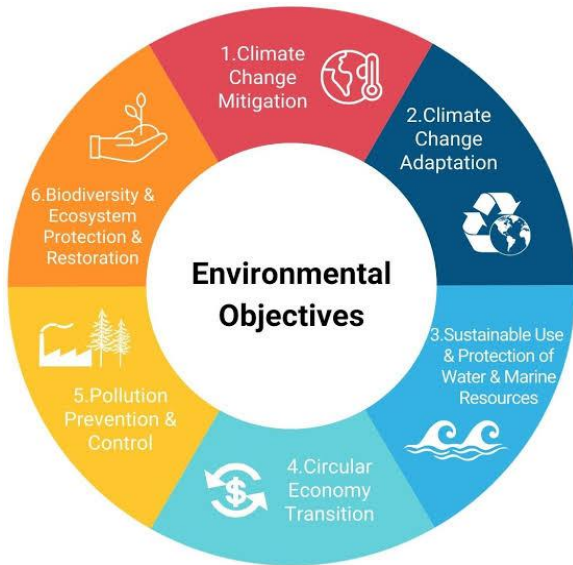 Environmental
Objectives
1.Climate
Change
Mitigation
2.Climate
Change
Adaptation
3.Sustainable Use
& Protection of
Water & Marine
Resources
4.Circular
Economy
Transition
5.Pollution
Prevention &
Control
6.Biodiversity &
Ecosystem
Protection &
Restoration
$